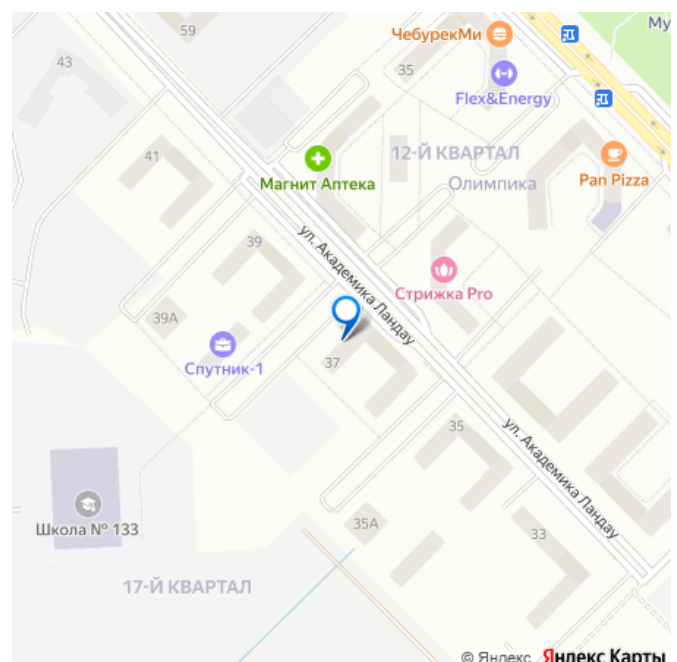 59
ЧебурекМи
Му
43
35
Flex&Energy
41
12-Й КВАРТАЛ
Магнит Аптека
Олимпика
Pan Pizza
39
ул. Академика Ландау
Стрижка Pro
39А
Спутник-1
37
35
ул. Академика Ландау
Школа № 133
35А
33
17-Й КВАРТАЛ
© Яндекс Яндекс Карты